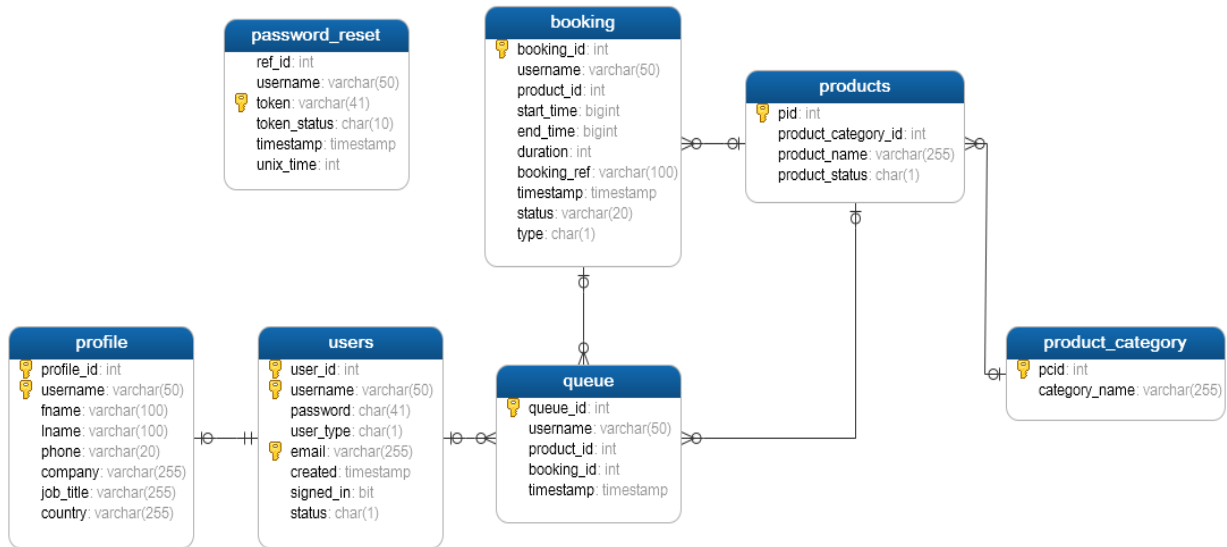 password_reset
ref_id: int
username: varchar(50)
token: varchar(41)
token_status: char(10)
timestamp: timestamp
unix_time: int
booking
booking_id: int
username: varchar(50)
product_id: int
start_time: bigint
end_time: bigint
duration: int
booking_ref: varchar(100)
timestamp: timestamp
status: varchar(20)
type: char(1)
products
pid: int
product_category_id: int
product_name: varchar(255)
product_status: char(1)
profile
profile_id: int
username: varchar(50)
fname: varchar(100)
lname: varchar(100)
phone: varchar(20)
company: varchar(255)
job_title: varchar(255)
country: varchar(255)
users
user_id: int
username: varchar(50)
password: char(41)
user_type: char(1)
email: varchar(255)
created: timestamp
signed_in: bit
status: char(1)
queue
queue_id: int
username: varchar(50)
product_id: int
booking_id: int
timestamp: timestamp
product_category
pcid: int
category_name: varchar(255)